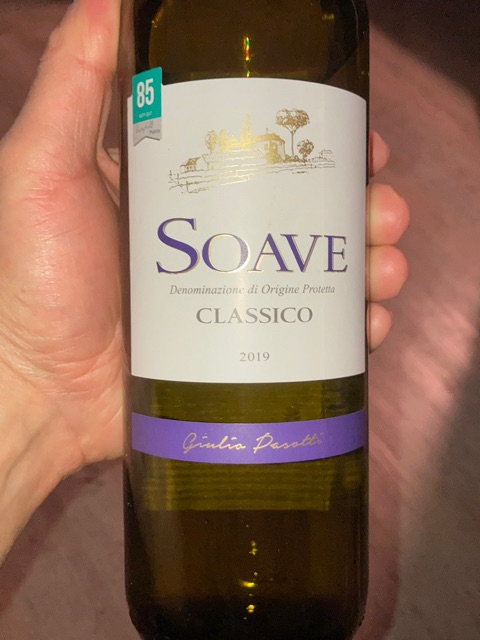 85
SOAVE
Denominazione di Origine Protetta
CLASSICO
2019
Giulio Pasotti